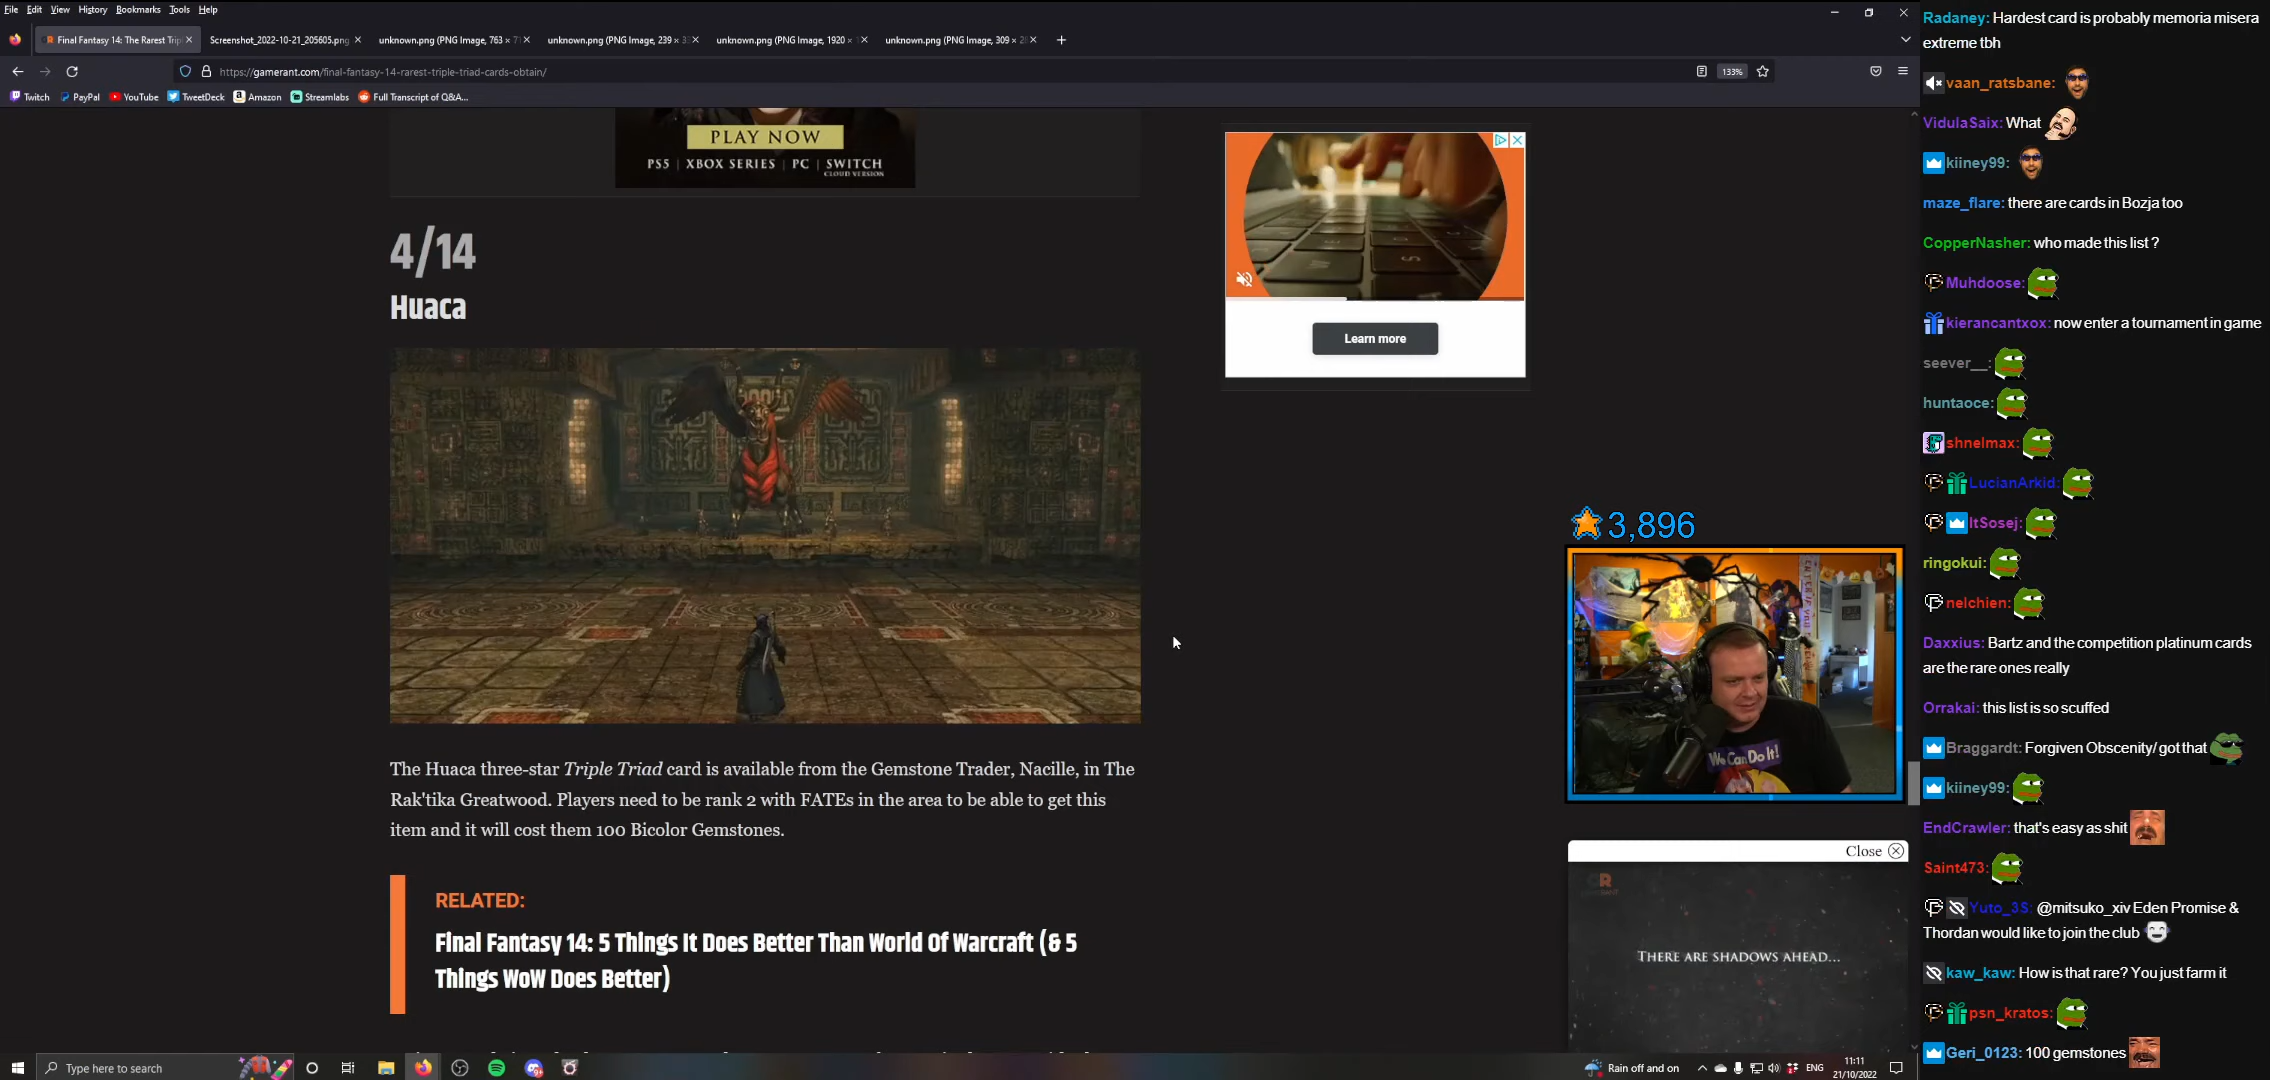 File Edit View History Bookmarks Tools Help
Final Fantasy 14: The Rarest Trip
Screenshot_2022-10-21_205605.png
unknown.png (PNG Image, 763 ×
unknown.png (PNG Image, 239 ×
unknown.png (PNG Image, 1920 ×
unknown.png (PNG Image, 309 ×
https://gamerant.com/final-fantasy-14-rarest-triple-triad-cards-obtain/
133%
Twitch PayPal YouTube TweetDeck Amazon Streamlabs Full Transcript of Q&A...
PLAY NOW
PS5 | XBOX SERIES | PC | SWITCH
CLOUD VERSION
4/14
Huaca
Learn more
The Huaca three-star Triple Triad card is available from the Gemstone Trader, Nacille, in The
Rak'tika Greatwood. Players need to be rank 2 with FATEs in the area to be able to get this
item and it will cost them 100 Bicolor Gemstones.
RELATED:
Final Fantasy 14: 5 Things It Does Better Than World Of Warcraft (& 5
Things WoW Does Better)
3,896
We Can Do It!
Close
THERE ARE SHADOWS AHEAD...
Radaney: Hardest card is probably memoria misera
extreme tbh
vaan_ratsbane:
VidulaSaix: What
kiiney99:
maze_flare: there are cards in Bozja too
CopperNasher: who made this list ?
Muhdoose:
kierancantxox: now enter a tournament in game
seever__:
huntaoce:
shnelmax:
LucianArkid:
ItSosej:
ringokui:
nelchien:
Daxxius: Bartz and the competition platinum cards
are the rare ones really
Orrakai: this list is so scuffed
Braggardt: Forgiven Obscenity/ got that
kiiney99:
EndCrawler: that's easy as shit
Saint473:
Yuto_3S: @mitsuko_xiv Eden Promise &
Thordan would like to join the club
kaw_kaw: How is that rare? You just farm it
psn_kratos:
Geri_0123: 100 gemstones
Type here to search
Rain off and on
ENG
11:11
21/10/2022